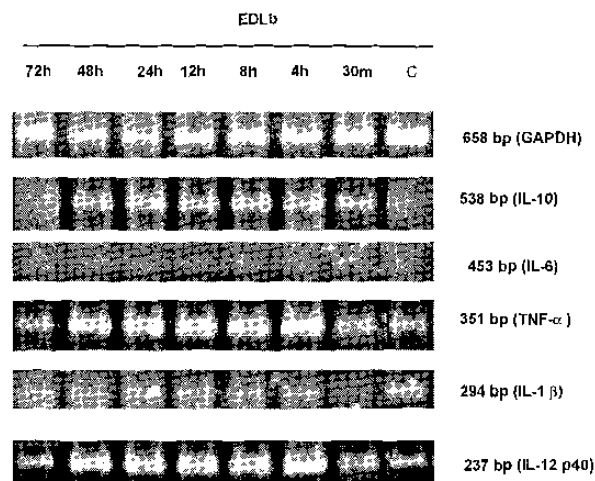 EDLb
72h 48h 24h 12h 8h 4h 30m C
658 bp (GAPDH)
538 bp (IL-10)
453 bp (IL-6)
351 bp (TNF-α )
294 bp (IL-1 β)
237 bp (IL-12 p40)